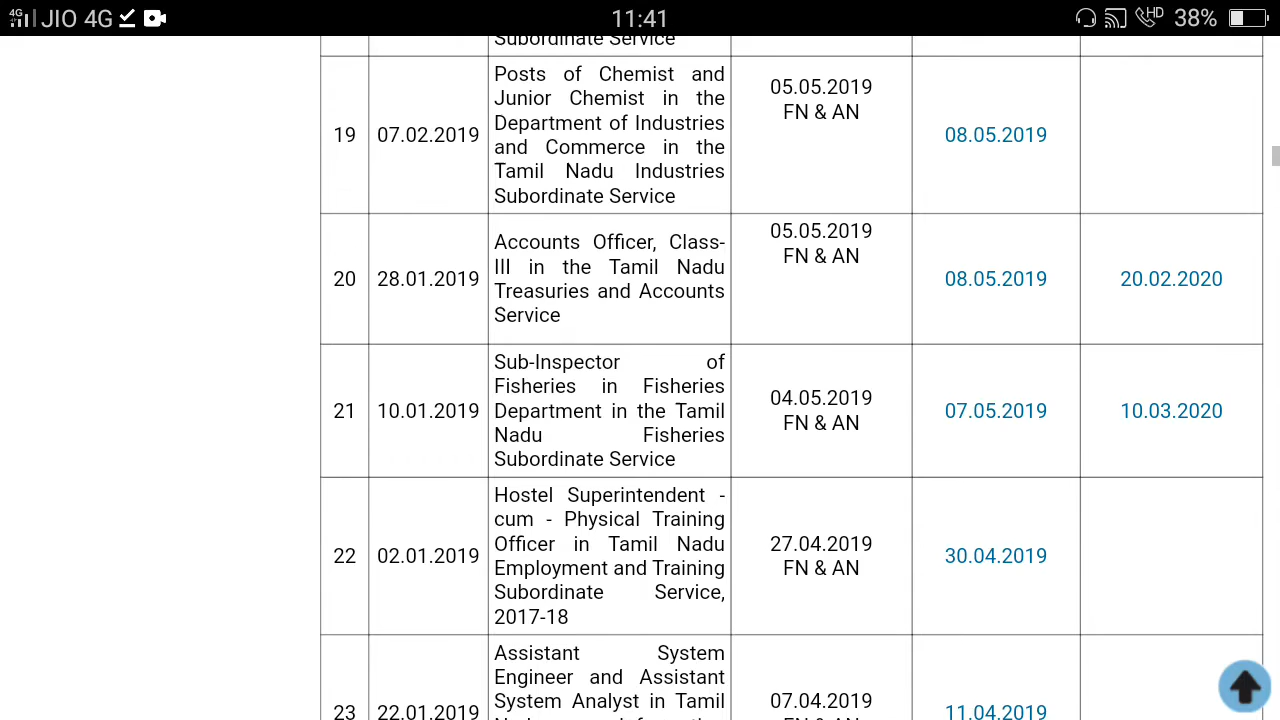 4G JIO 4G 11:41 HD 38%
Subordinate Service
Posts of Chemist and
Junior Chemist in the
Department of Industries
and Commerce in the
Tamil Nadu Industries
Subordinate Service
19 07.02.2019
05.05.2019
FN & AN
08.05.2019
Accounts Officer, Class-
III in the Tamil Nadu
Treasuries and Accounts
Service
20 28.01.2019
05.05.2019
FN & AN
08.05.2019 20.02.2020
Sub-Inspector of
Fisheries in Fisheries
Department in the Tamil
Nadu Fisheries
Subordinate Service
21 10.01.2019
04.05.2019
FN & AN
07.05.2019 10.03.2020
Hostel Superintendent -
cum - Physical Training
Officer in Tamil Nadu
Employment and Training
Subordinate Service,
2017-18
22 02.01.2019
27.04.2019
FN & AN
30.04.2019
Assistant System
Engineer and Assistant
System Analyst in Tamil
23 22.01.2019
07.04.2019
11.04.2019